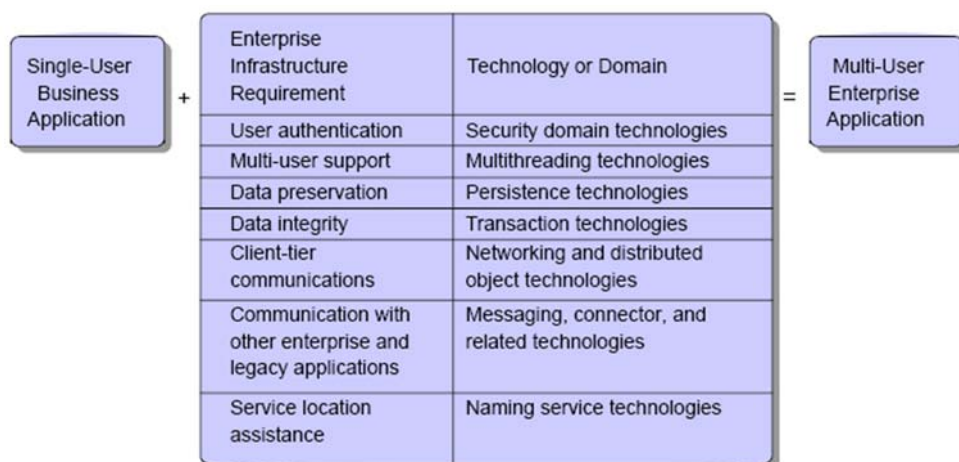 Single-User
Business
Application
+
Enterprise
Infrastructure
Requirement
Technology or Domain
User authentication
Security domain technologies
Multi-user support
Multithreading technologies
Data preservation
Persistence technologies
Data integrity
Transaction technologies
Client-tier
communications
Networking and distributed
object technologies
Communication with
other enterprise and
legacy applications
Messaging, connector, and
related technologies
Service location
assistance
Naming service technologies
=
Multi-User
Enterprise
Application